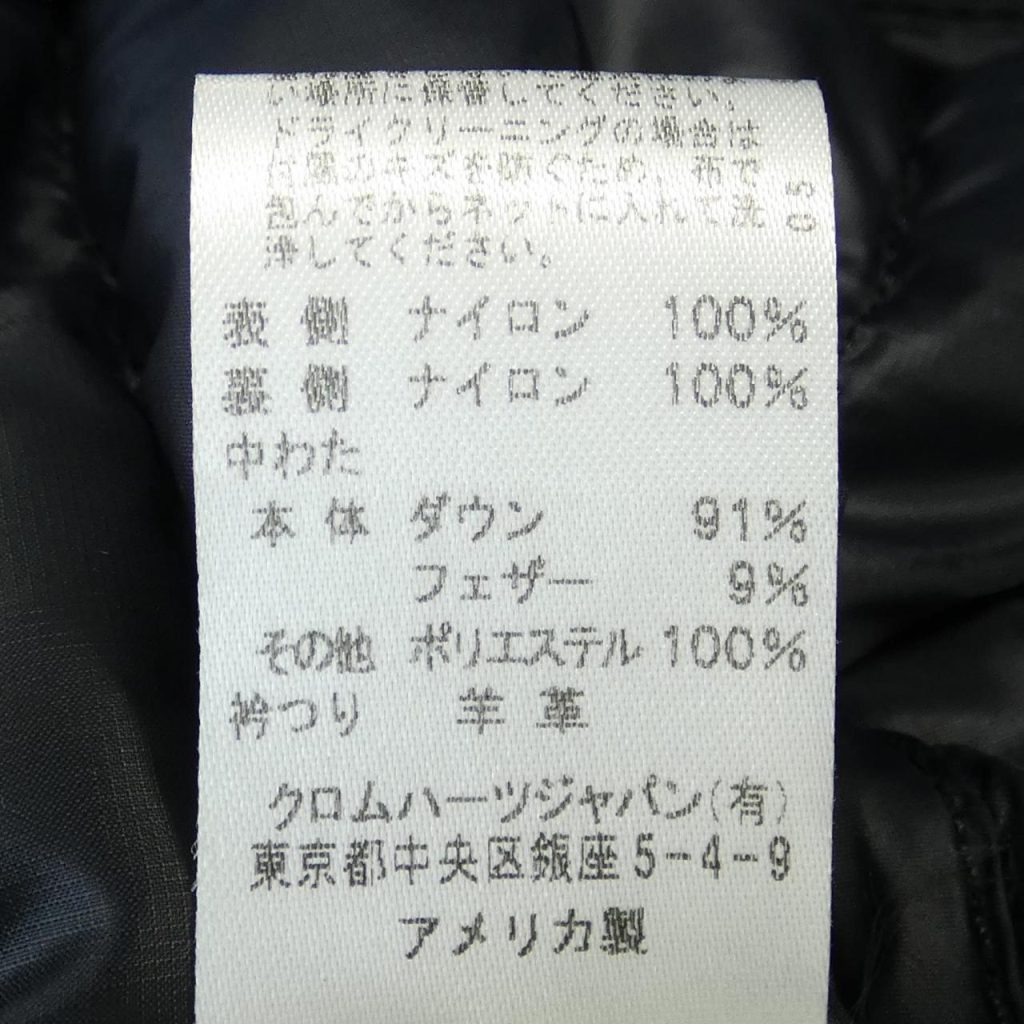 い場所に保管してください。
ドライクリーニングの場合は
付属のキズを防ぐため、布で
包んでからネットに入れて洗
浄してください。
05
表 側 ナイロン 100%
裏 側 ナイロン 100%
中わた
本 体 ダウン 91%
フェザー 9%
その他 ポリエステル 100%
衿つり 羊 革
クロムハーツジャパン(有)
東京都中央区銀座5-4-9
アメリカ製